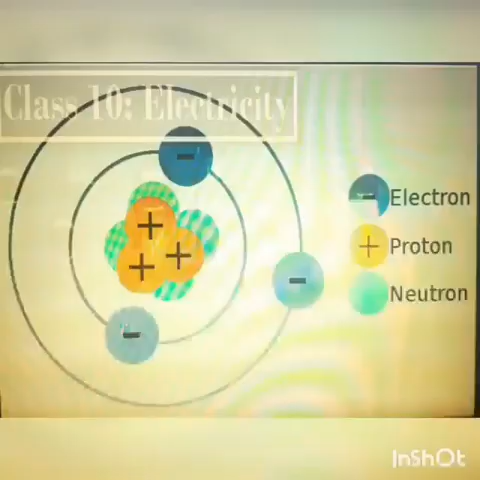 Class 10: Electricity
Electron
Proton
Neutron
InShOt